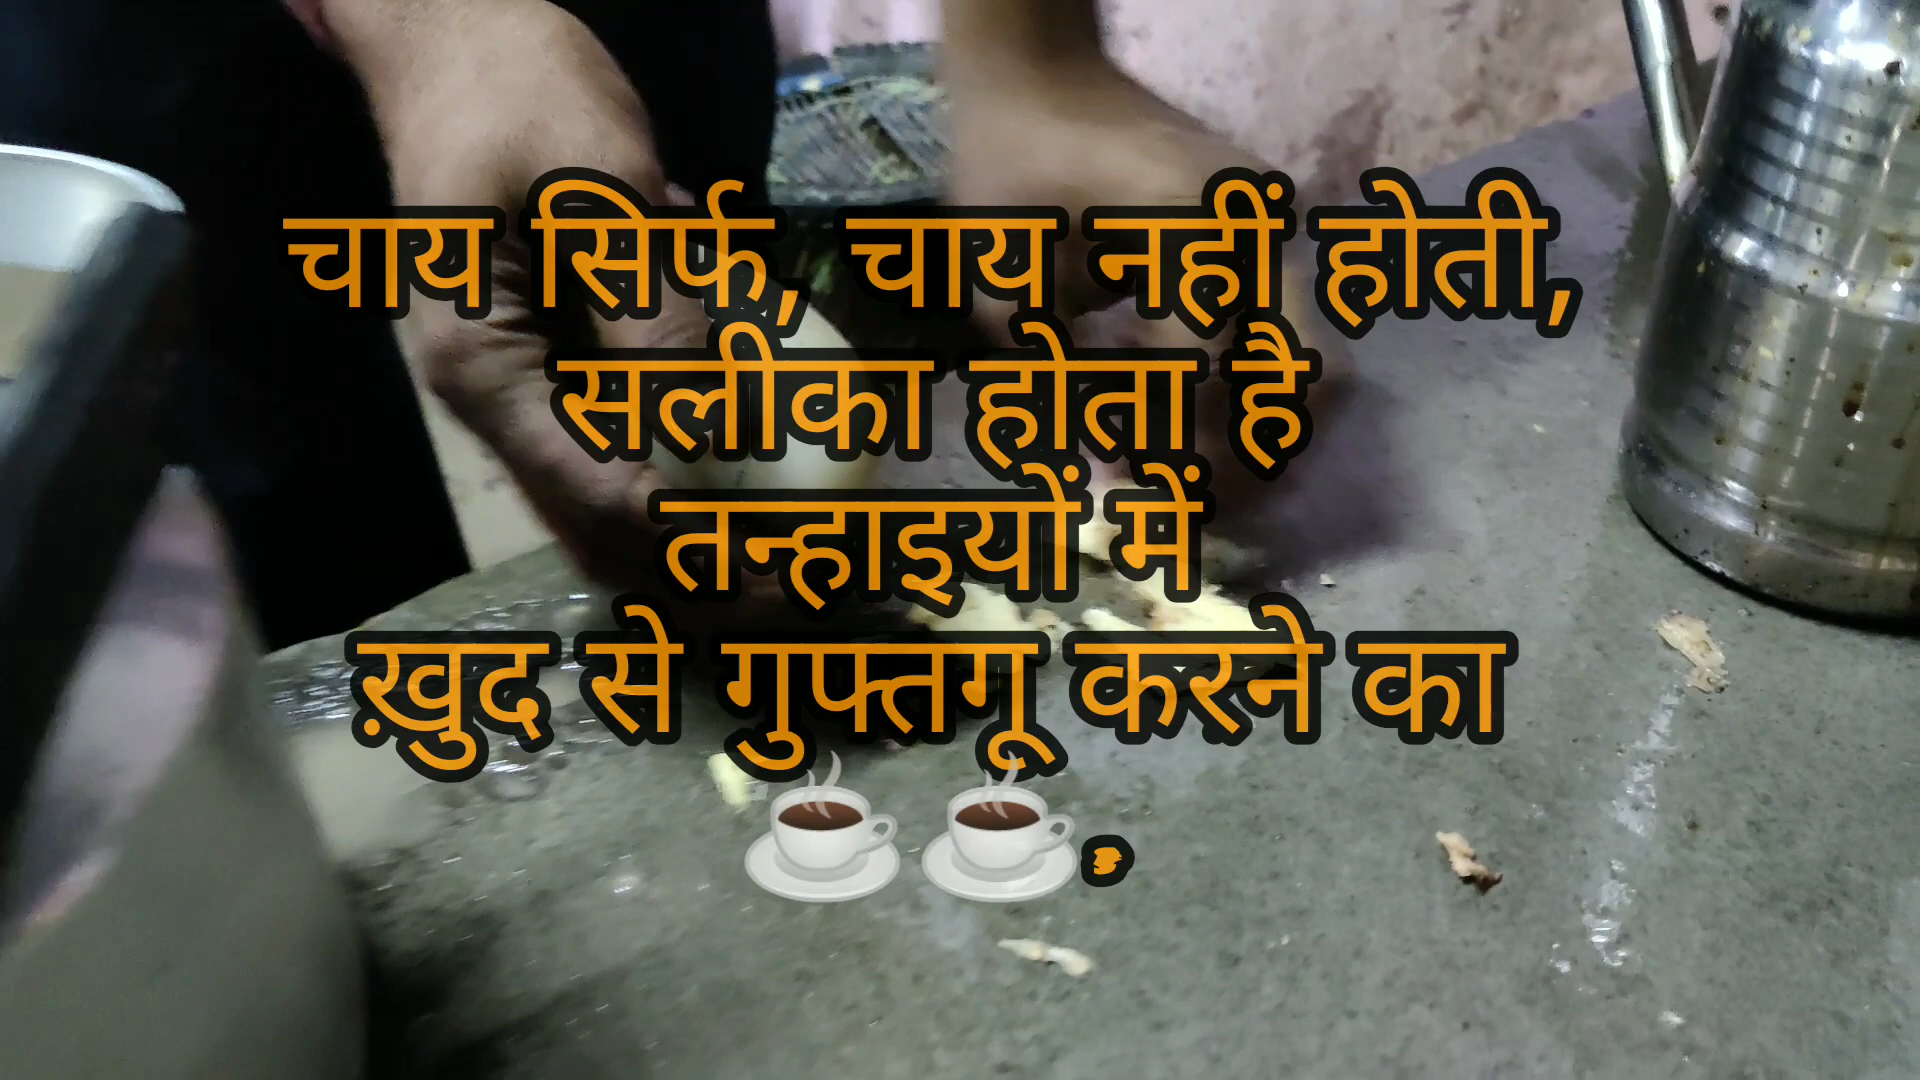 चाय सिर्फ, चाय नहीं होती,
सलीका होता है
तन्हाइयों में
ख़ुद से गुफ्तगू करने का
☕☕.